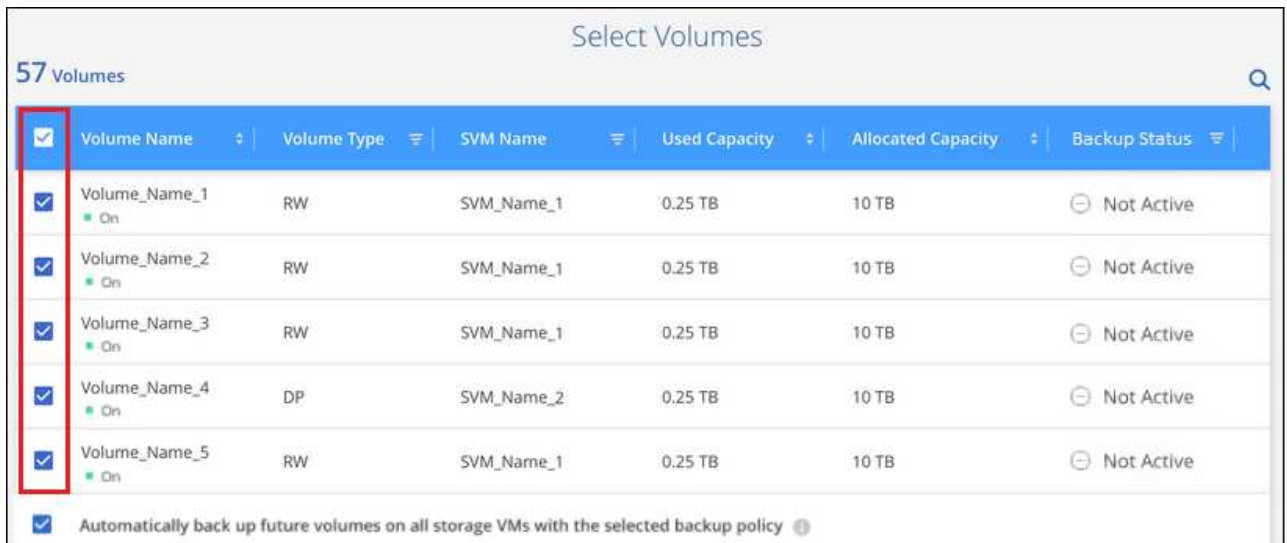 Select Volumes
57 Volumes
Volume Name Volume Type SVM Name Used Capacity Allocated Capacity Backup Status
Volume_Name_1 RW SVM_Name_1 0.25 TB 10 TB Not Active
On
Volume_Name_2 RW SVM_Name_1 0.25 TB 10 TB Not Active
On
Volume_Name_3 RW SVM_Name_1 0.25 TB 10 TB Not Active
On
Volume_Name_4 DP SVM_Name_2 0.25 TB 10 TB Not Active
On
Volume_Name_5 RW SVM_Name_1 0.25 TB 10 TB Not Active
On
Automatically back up future volumes on all storage VMs with the selected backup policy